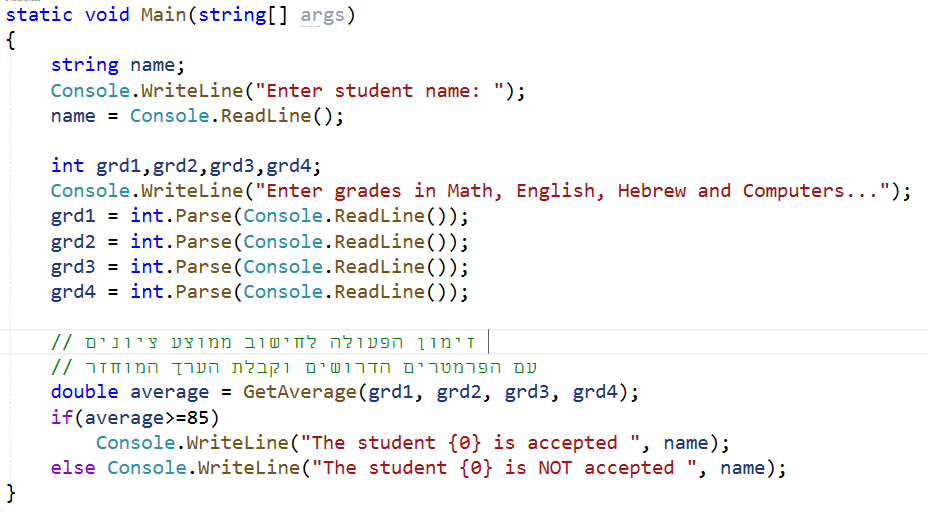 static void Main(string[] args)
{
string name;
Console.WriteLine("Enter student name: ");
name = Console.ReadLine();
int grd1,grd2,grd3,grd4;
Console.WriteLine("Enter grades in Math, English, Hebrew and Computers...");
grd1 = int.Parse(Console.ReadLine());
grd2 = int.Parse(Console.ReadLine());
grd3 = int.Parse(Console.ReadLine());
grd4 = int.Parse(Console.ReadLine());
// זימון הפעולה לחישוב ממוצע ציונים
// עם הפרמטרים הדרושים וקבלת הערך המוחזר
double average = GetAverage(grd1, grd2, grd3, grd4);
if(average>=85)
Console.WriteLine("The student {0} is accepted ", name);
else Console.WriteLine("The student {0} is NOT accepted ", name);
}